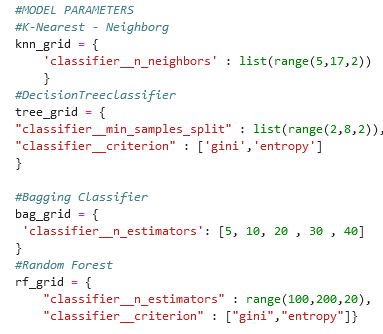 #MODEL PARAMETERS
#K-Nearest - Neighborg
knn_grid = {
'classifier__n_neighbors' : list(range(5,17,2))
}
#DecisionTreeclassifier
tree_grid = {
"classifier__min_samples_split" : list(range(2,8,2)),
"classifier__criterion" : ['gini','entropy']
}
#Bagging Classifier
bag_grid = {
'classifier__n_estimators': [5, 10, 20 , 30 , 40]
}
#Random Forest
rf_grid = {
"classifier__n_estimators" : range(100,200,20),
"classifier__criterion" : ["gini","entropy"]}